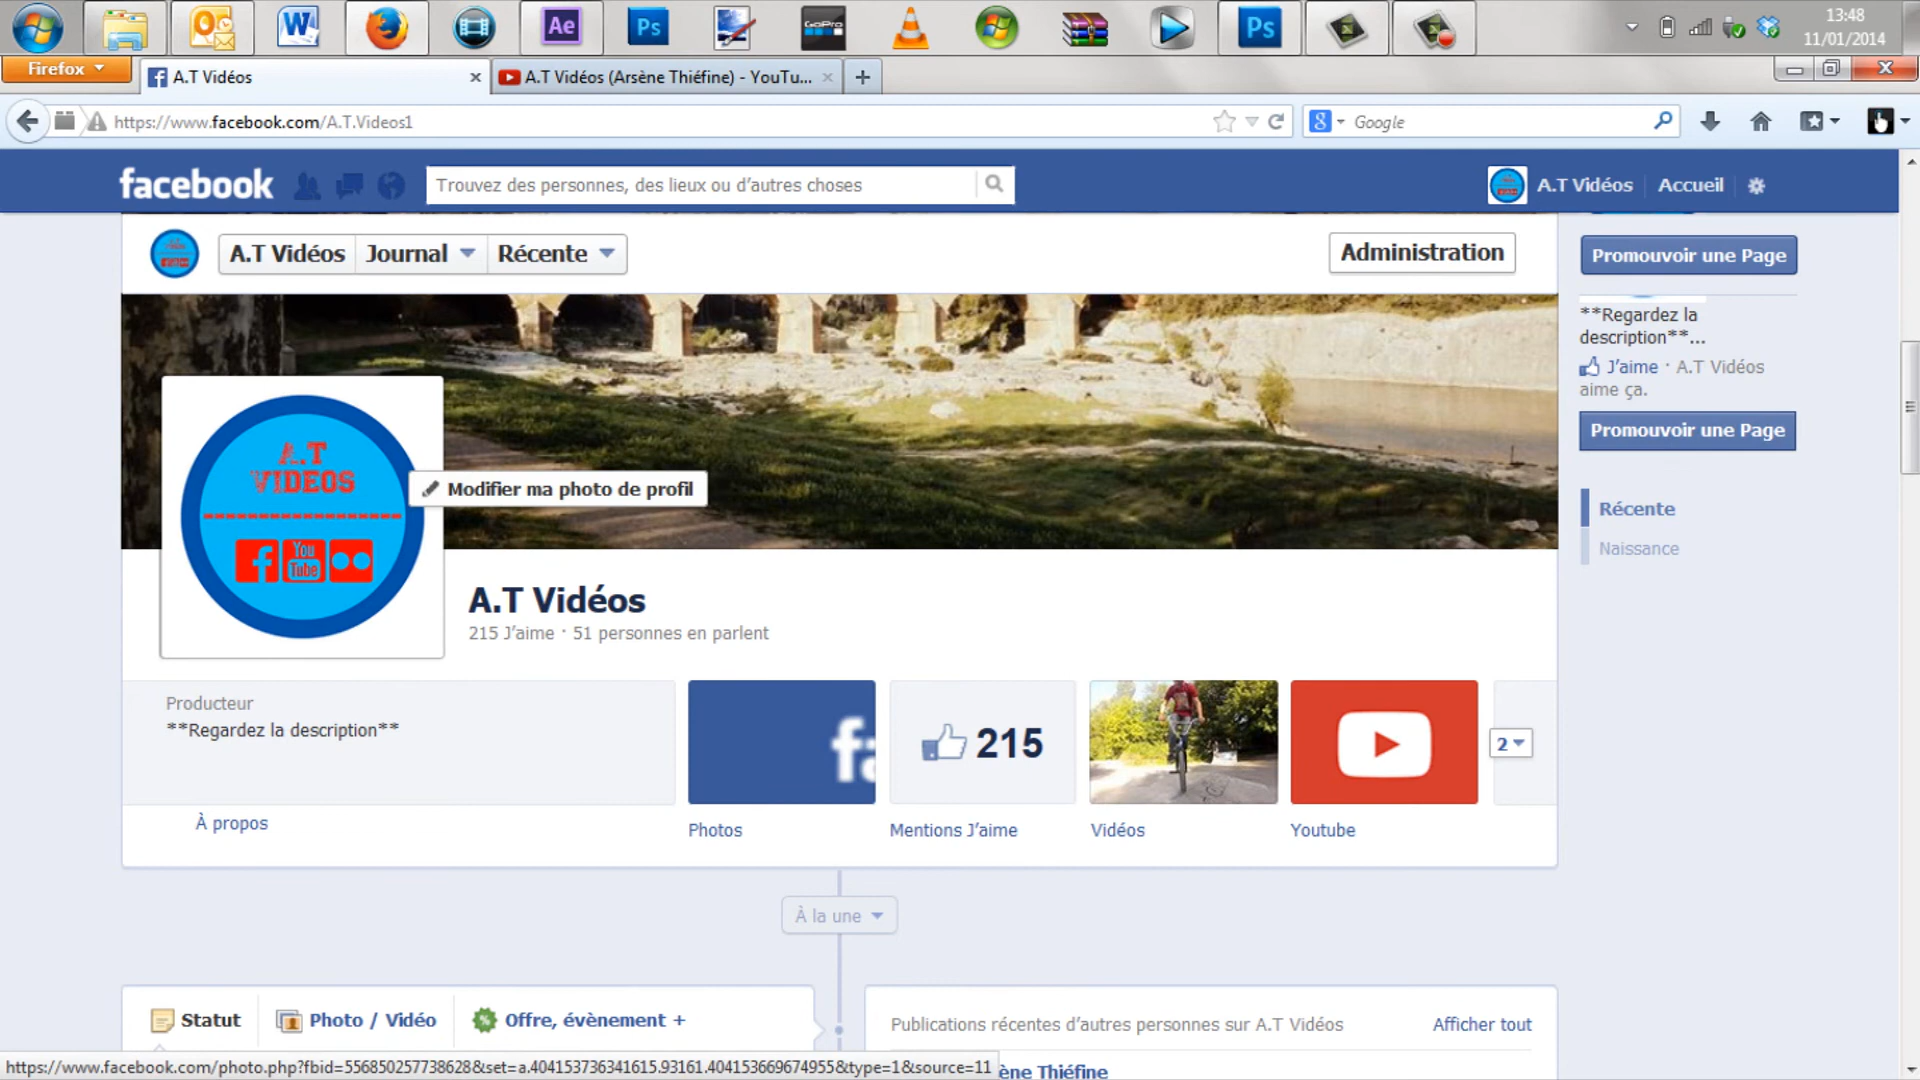 13:48
11/01/2014
W
Ae
Ps
GoPro
Ps
Firefox
A.T Vidéos
A.T Vidéos (Arsène Thiéfine) - YouTu...
https://www.facebook.com/A.T.Videos1
Google
facebook
Trouvez des personnes, des lieux ou d'autres choses
A.T Vidéos
Accueil
A.T Vidéos
Journal
Récente
Administration
Promouvoir une Page
**Regardez la
description**...
J'aime · A.T Vidéos
aime ça.
Promouvoir une Page
Récente
Naissance
A.T
VIDEOS
You
Tube
Modifier ma photo de profil
A.T Vidéos
215 J'aime · 51 personnes en parlent
Producteur
**Regardez la description**
À propos
fa
215
2
Photos
Mentions J'aime
Vidéos
Youtube
À la une
Statut
Photo / Vidéo
Offre, évènement +
Publications récentes d'autres personnes sur A.T Vidéos
Afficher tout
https://www.facebook.com/photo.php?fbid=556850257738628&set=a.404153736341615.93161.404153669674955&type=1&source=11
ène Thiéfine